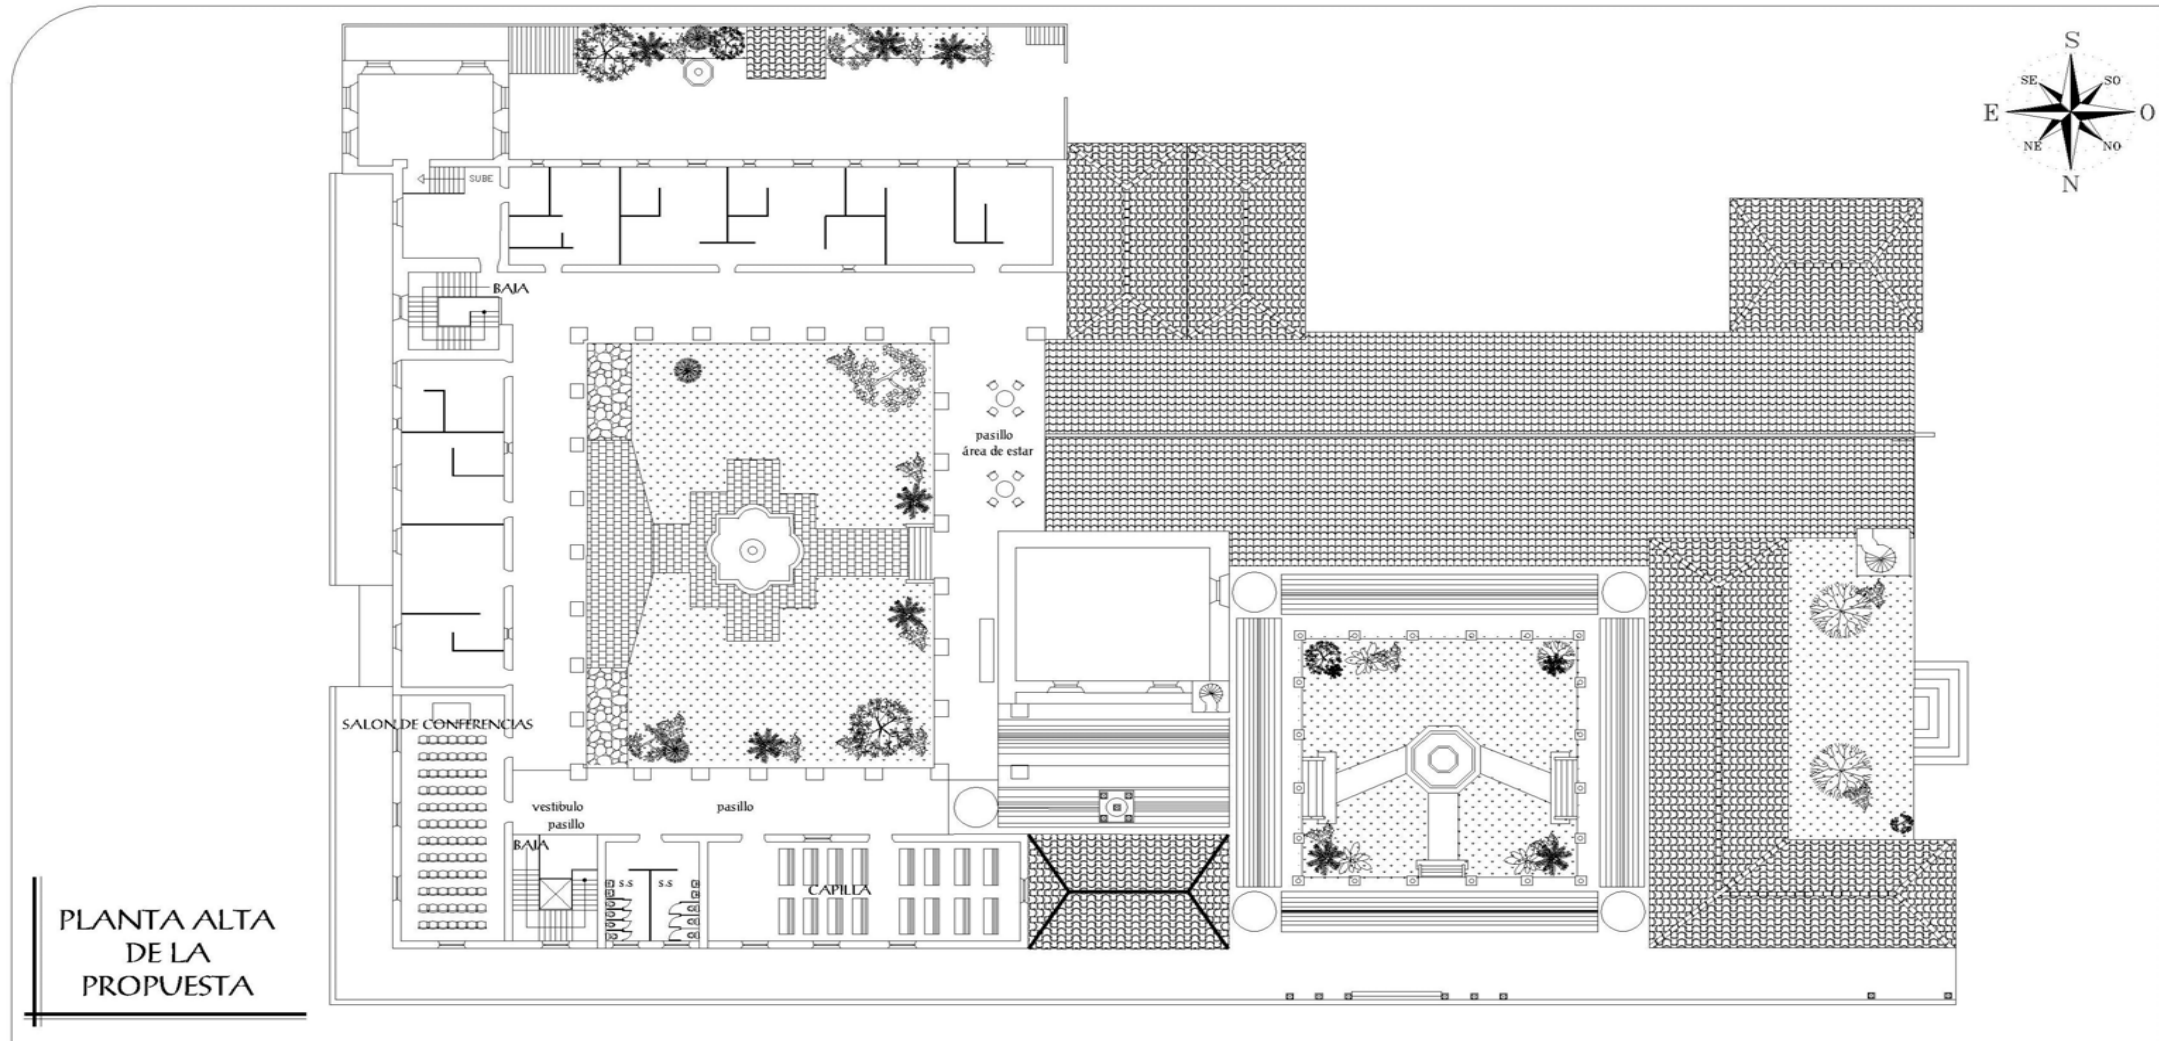 S
SE
SO
E
O
NE
NO
N
SUBE
BAJA
pasillo
área de estar
SALON DE CONFERENCIAS
vestibulo
pasillo
pasillo
BAJA
s.s
s.s
CAPILLA
PLANTA ALTA
DE LA
PROPUESTA